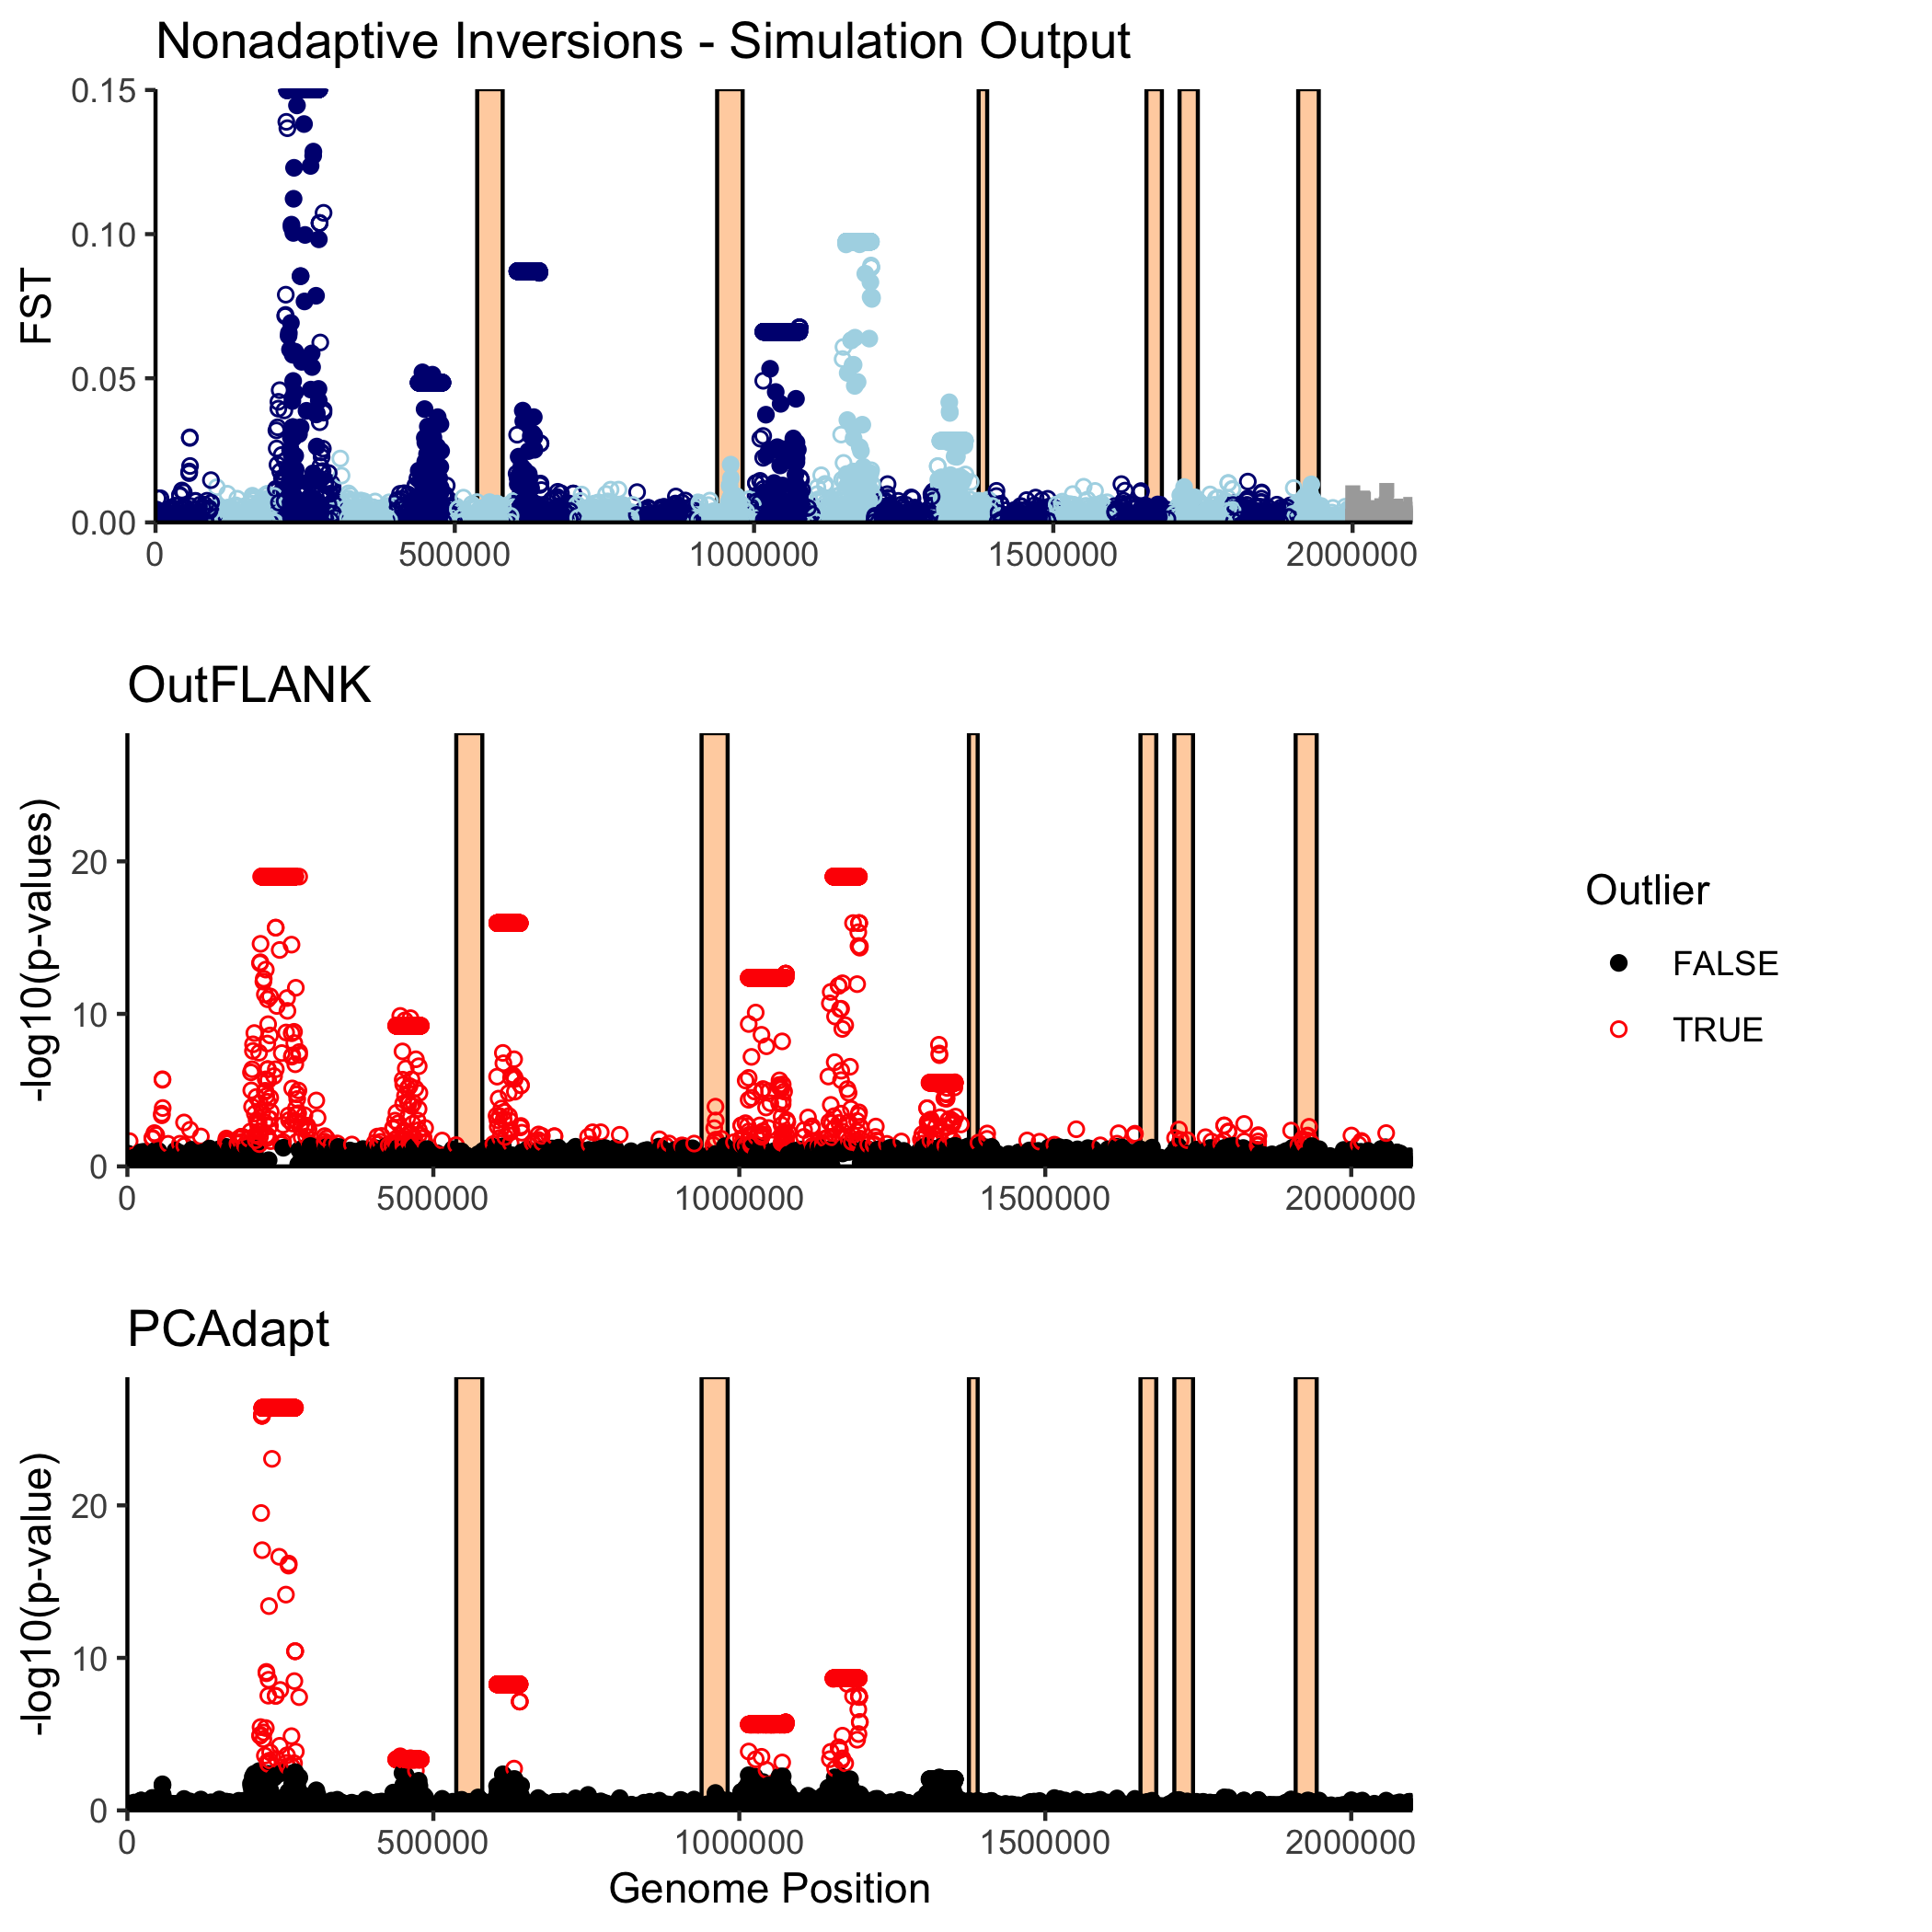 Nonadaptive Inversions - Simulation Output
0.15
0.10
0.05
0.00
FST
0 500000 1000000 1500000 2000000
OutFLANK
20
10
0
-log10(p-values)
0 500000 1000000 1500000 2000000
Outlier
FALSE
TRUE
PCAdapt
20
10
0
-log10(p-value)
0 500000 1000000 1500000 2000000
Genome Position